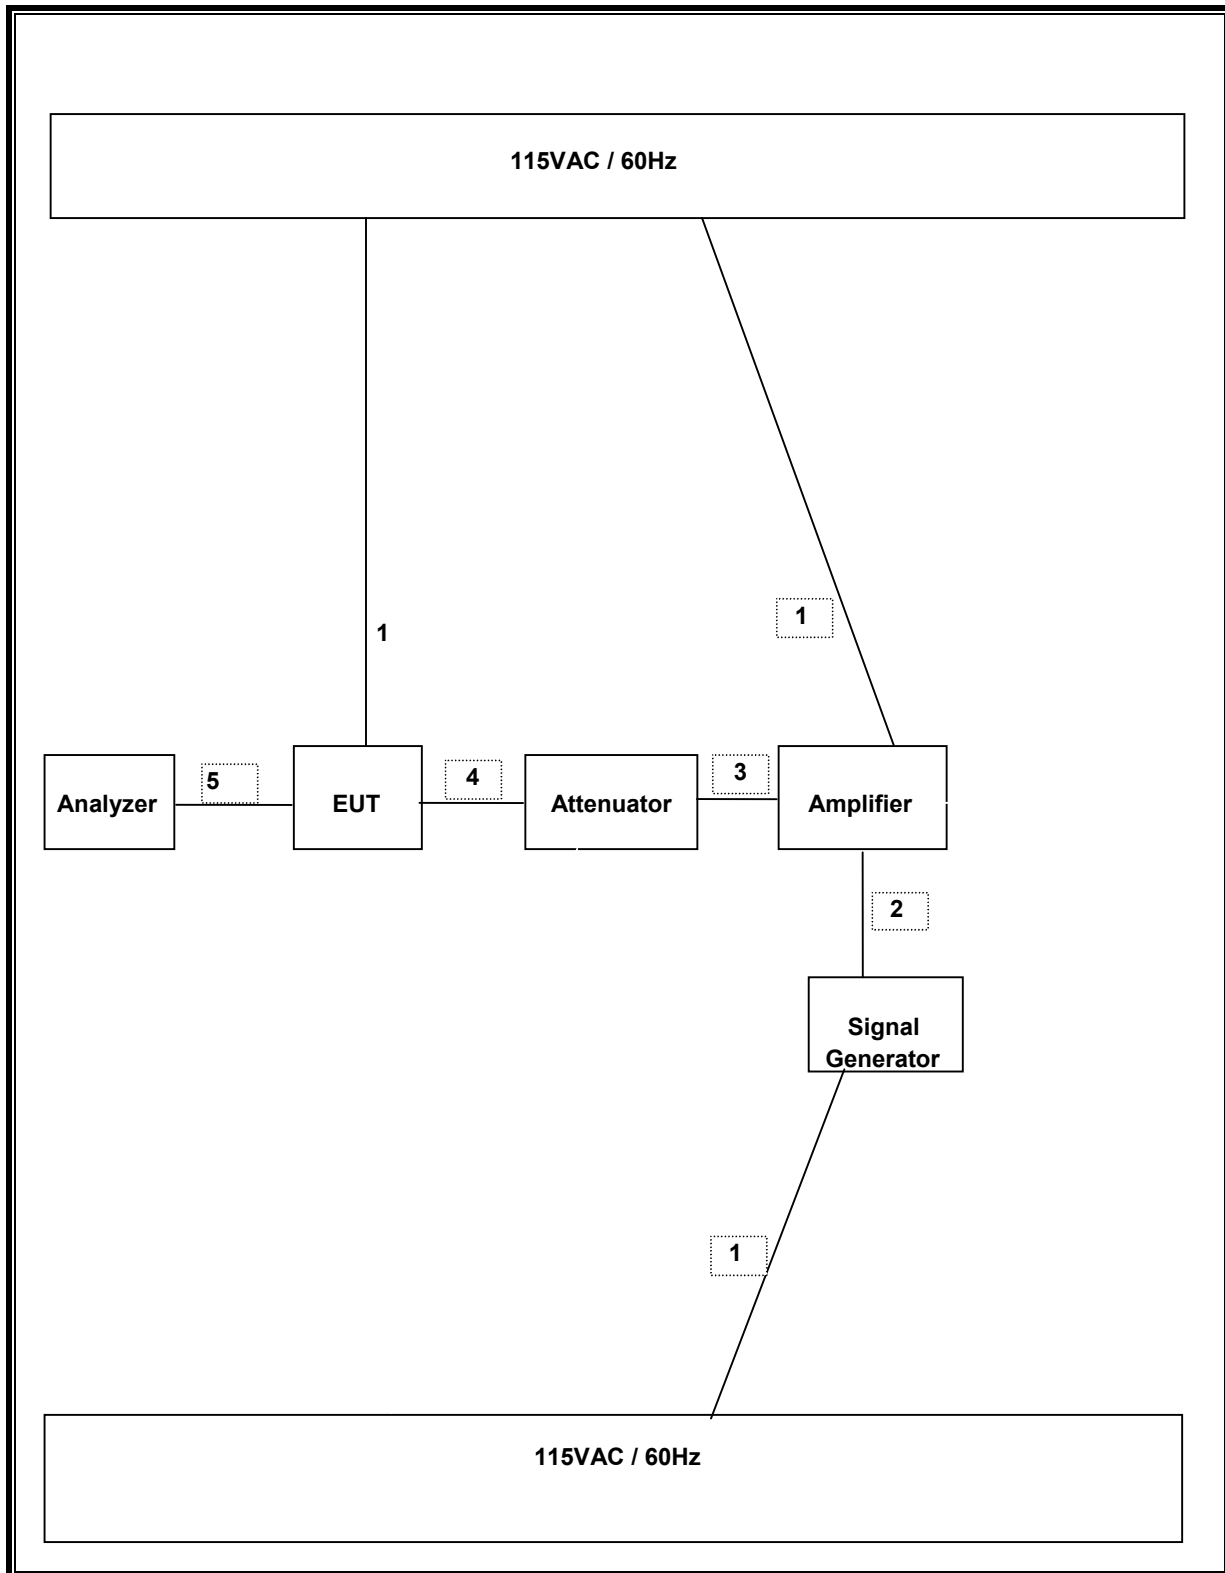 115VAC / 60Hz
1
1
Analyzer
5
EUT
4
Attenuator
3
Amplifier
2
Signal
Generator
1
115VAC / 60Hz